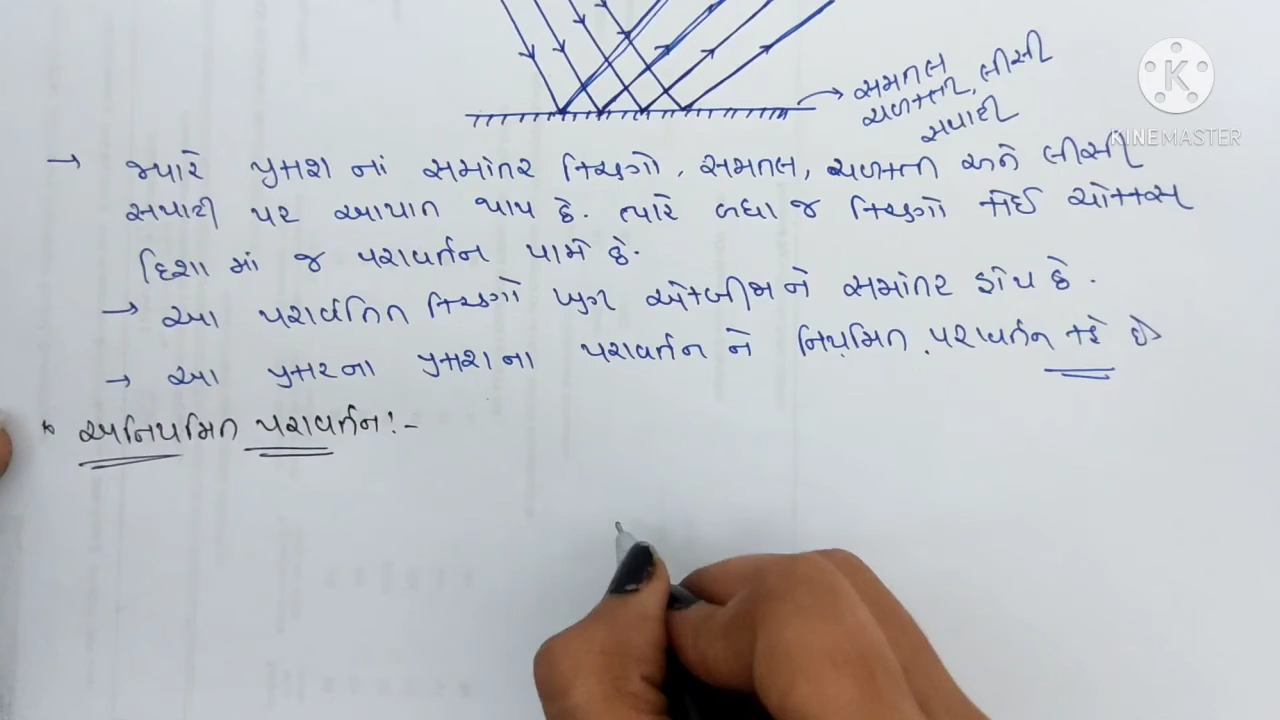 સમતલ
ચળકતી, લીસી
સપાટી
K
KINEMASTER
→ જ્યારે પ્રકાશ નાં સમાંતર કિરણો, સમતલ, ચળકતી અને લીસી
સપાટી પર આપાત થાય છે. ત્યારે બધા જ કિરણો કોઈ ચોક્કસ
દિશા માં જ પરાવર્તન પામે છે.
→ આ પરાવર્તિત કિરણો પણ એકબીજા ને સમાંતર હોય છે.
→ આ પ્રકારના પ્રકાશ ના પરાવર્તન ને નિયમિત પરાવર્તન કહે છે
* અનિયમિત પરાવર્તન:-